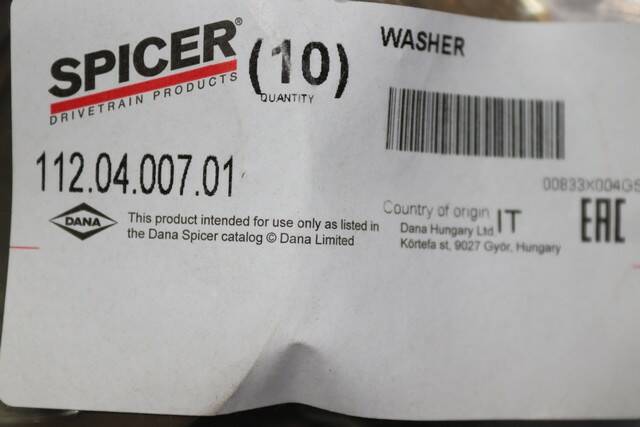 SPICER®
DRIVETRAIN PRODUCTS
(10)
QUANTITY
WASHER
112.04.007.01
00833X004GS
DANA
This product intended for use only as listed in
the Dana Spicer catalog © Dana Limited
Country of origin IT
Dana Hungary Ltd
Körtefa st, 9027 Győr, Hungary
EAC